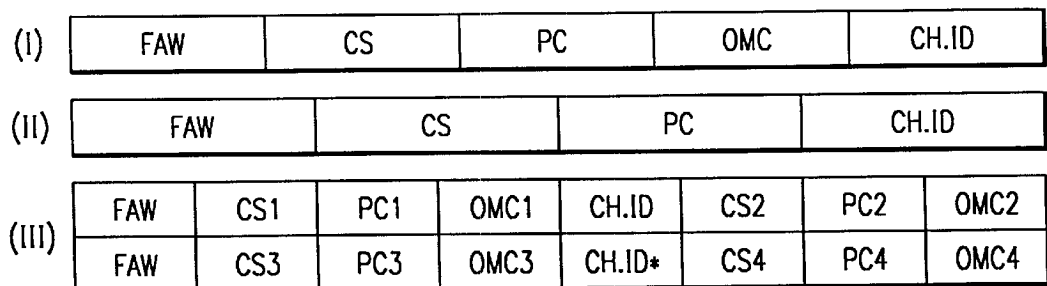 (I) FAW CS PC OMC CH.ID
(II) FAW CS PC CH.ID
(III) FAW CS1 PC1 OMC1 CH.ID CS2 PC2 OMC2
FAW CS3 PC3 OMC3 CH.ID* CS4 PC4 OMC4